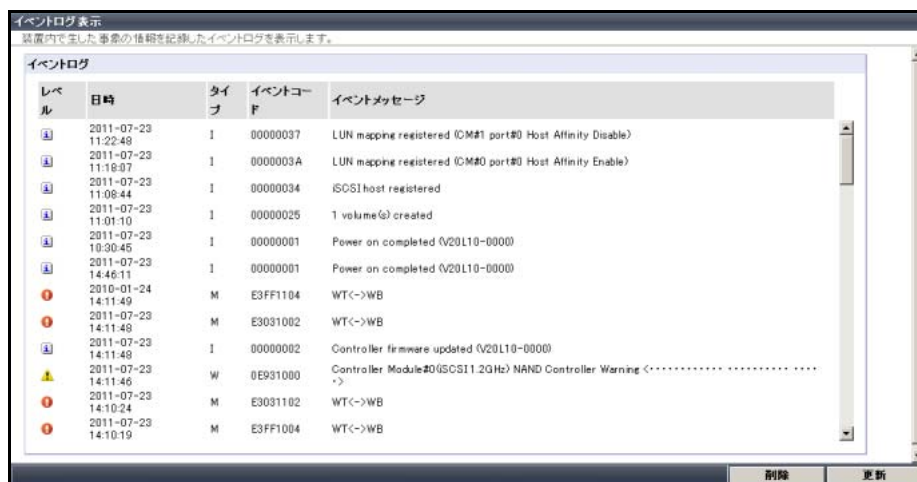 イベントログ表示
装置内で生した事象の情報を記録したイベントログを表示します。
イベントログ
レベル 日時 タイプ イベントコード イベントメッセージ
2011-07-23 11:22:48 I 00000037 LUN mapping registered (CM#1 port#0 Host Affinity Disable)
2011-07-23 11:18:07 I 0000003A LUN mapping registered (CM#0 port#0 Host Affinity Enable)
2011-07-23 11:08:44 I 00000034 iSCSI host registered
2011-07-23 11:01:10 I 00000025 1 volume(s) created
2011-07-23 10:30:45 I 00000001 Power on completed (V20L10-0000)
2011-07-23 14:46:11 I 00000001 Power on completed (V20L10-0000)
2010-01-24 14:11:49 M E3FF1104 WT<->WB
2011-07-23 14:11:48 M E3031002 WT<->WB
2011-07-23 14:11:48 I 00000002 Controller firmware updated (V20L10-0000)
2011-07-23 14:11:46 W 0E931000 Controller Module#0(iSCSI 1.2GHz) NAND Controller Warning <············ ·········· ···· ·>
2011-07-23 14:10:24 M E3031102 WT<->WB
2011-07-23 14:10:19 M E3FF1004 WT<->WB
削除 更新